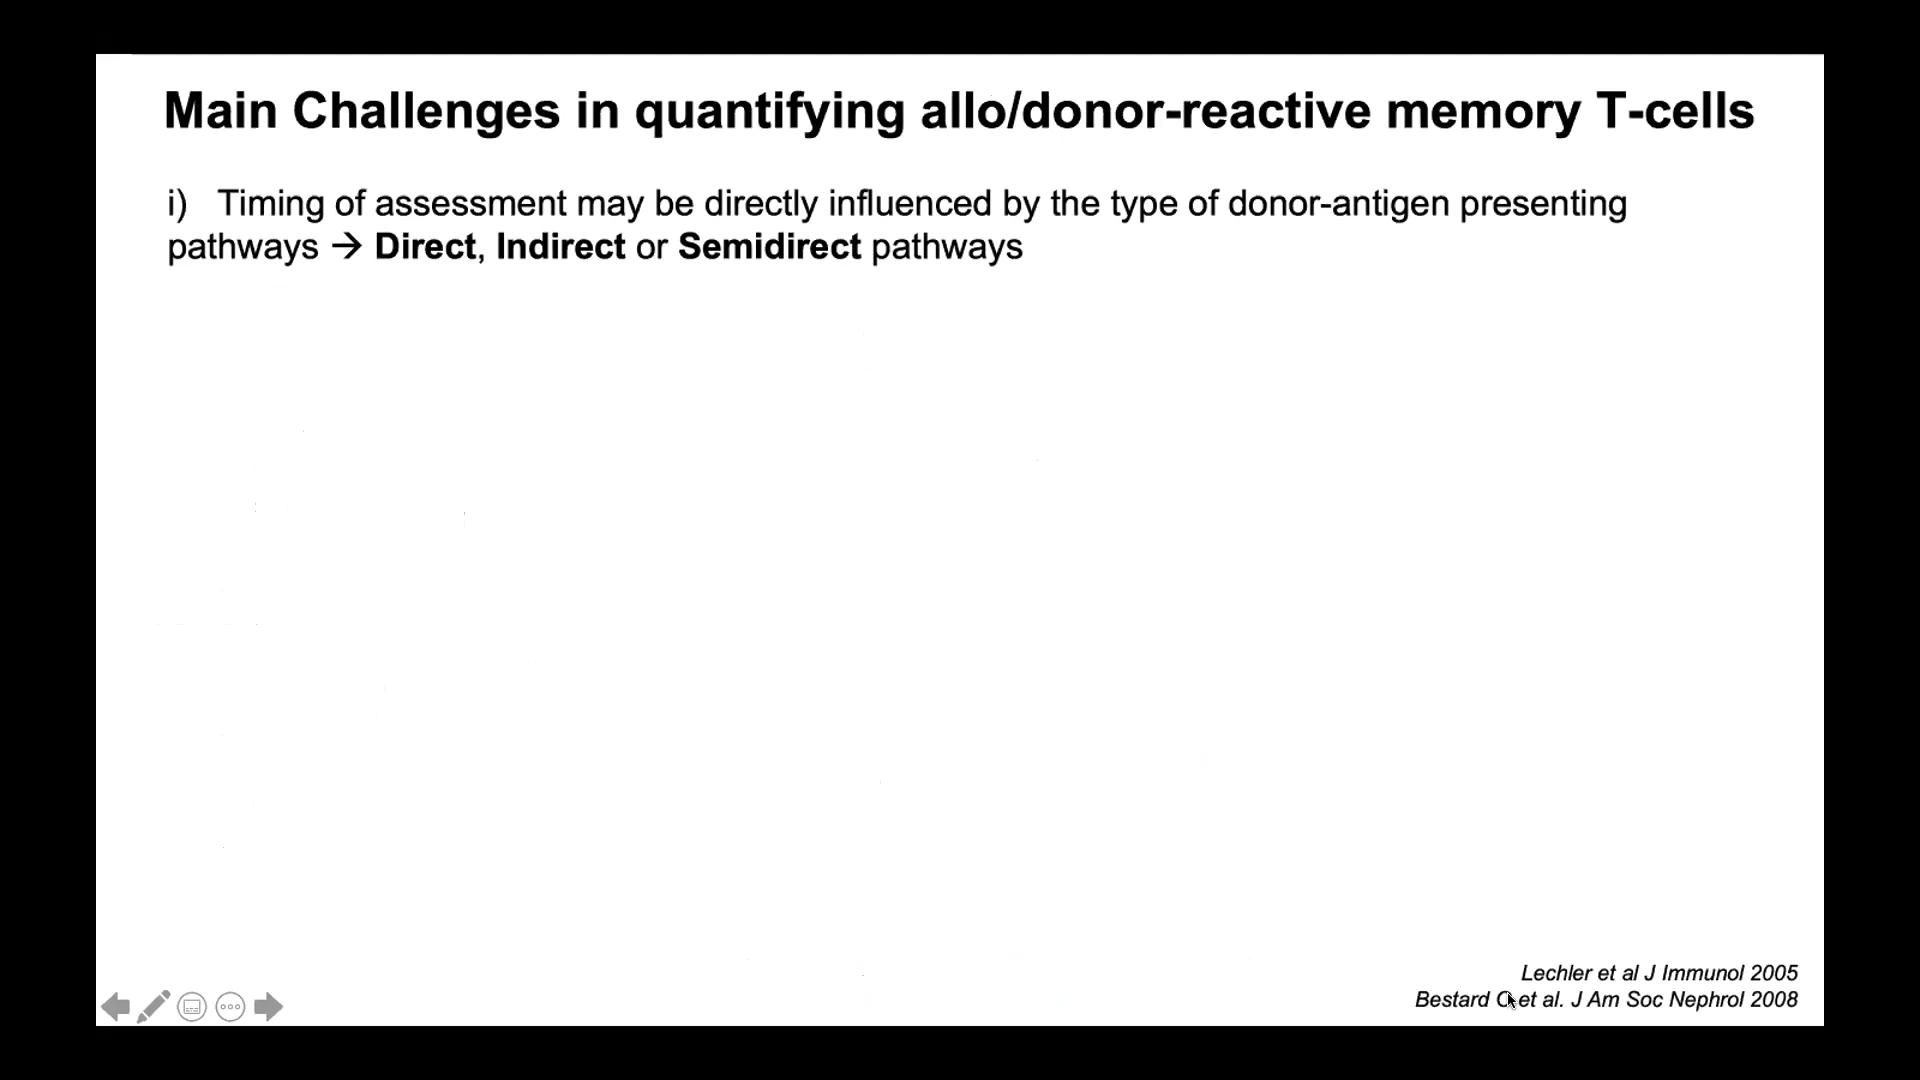 Main Challenges in quantifying allo/donor-reactive memory T-cells
i) Timing of assessment may be directly influenced by the type of donor-antigen presenting
pathways → Direct, Indirect or Semidirect pathways
Lechler et al J Immunol 2005
Bestard O et al. J Am Soc Nephrol 2008